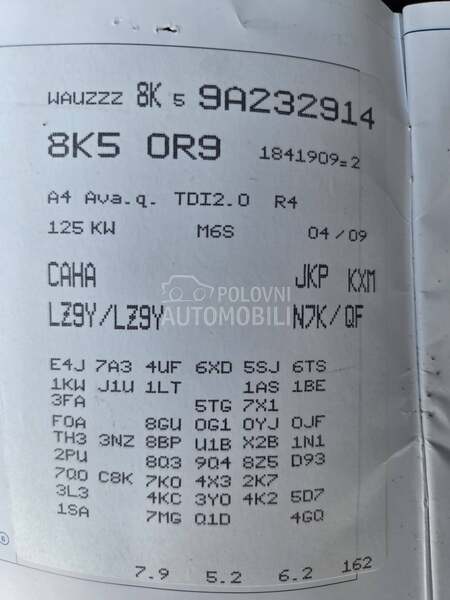 WAUZZZ 8K 5 9A232914
8K5 0R9 1841909=2
A4 Ava.q. TDI2.0 R4
125 KW M6S 04/09
CAHA JKP KXM
LZ9Y/LZ9Y N7K/QF
POLOVNI
AUTOMOBILI
E4J 7A3 4UF 6XD 5SJ 6TS
1KW J1U 1LT 1AS 1BE
3FA 5TG 7X1
F0A 8GU 0G1 0YJ 0JF
TH3 3NZ 8BP U1B X2B 1N1
2PU 8Q3 9Q4 8Z5 D93
7Q0 C8K 7K0 4X3 2K7
3L3 4KC 3Y0 4K2 5D7
1SA 7MG Q1D 4GQ
7.9 5.2 6.2 162